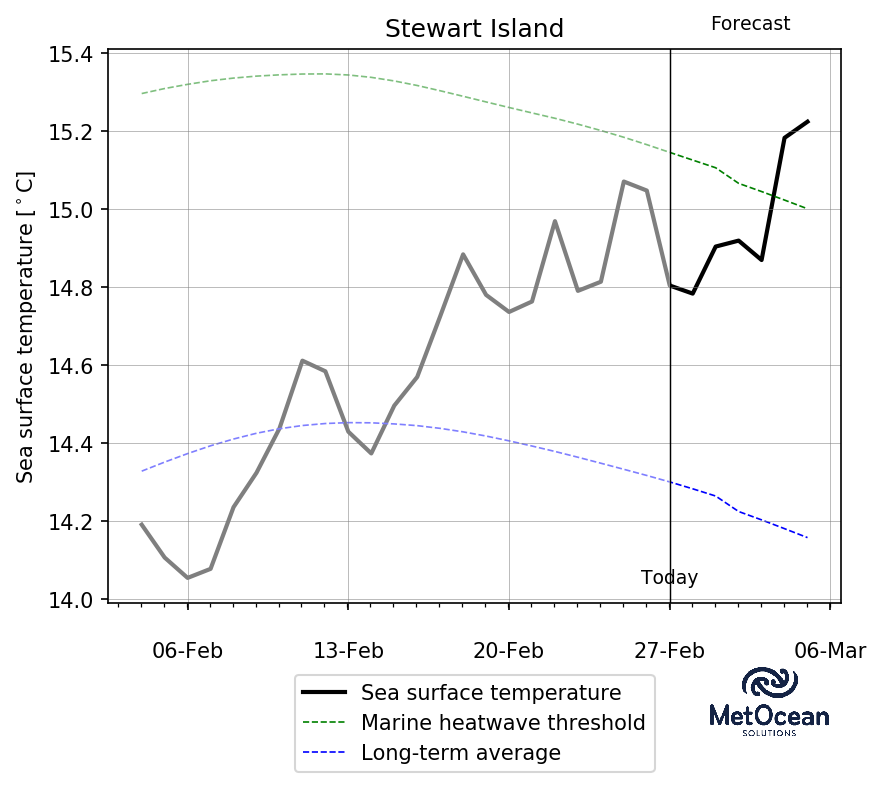 Stewart Island
Forecast
15.4
15.2
15.0
14.8
14.6
14.4
14.2
14.0
Sea surface temperature [°C]
Today
06-Feb 13-Feb 20-Feb 27-Feb 06-Mar
Sea surface temperature
Marine heatwave threshold
Long-term average
MetOcean
SOLUTIONS